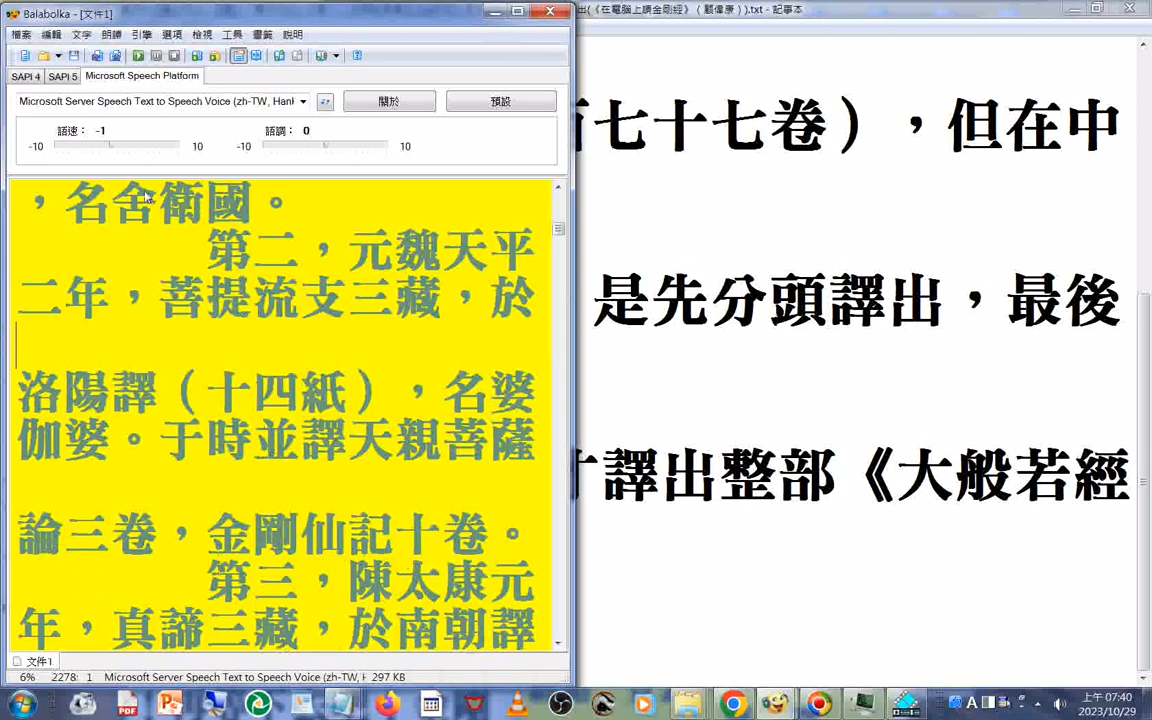 Balabolka - [文件1]
出(《在電腦上讀金剛經》（顧偉康）).txt - 記事本
檔案 編輯 文字 朗讀 引擎 選項 檢視 工具 書籤 說明
SAPI 4 SAPI 5 Microsoft Speech Platform
Microsoft Server Speech Text to Speech Voice (zh-TW, Han 關於 預設
語速： -1 語調： 0
-10 10 -10 10
，名舍衛國。
第二，元魏天平
二年，菩提流支三藏，於
洛陽譯（十四紙），名婆
伽婆。于時並譯天親菩薩
論三卷，金剛仙記十卷。
第三，陳太康元
年，真諦三藏，於南朝譯
七十七卷），但在中
是先分頭譯出，最後
譯出整部《大般若經
文件1
6% 2278: 1 Microsoft Server Speech Text to Speech Voice (zh-TW, 297 KB
PDF
A
上午 07:40
2023/10/29